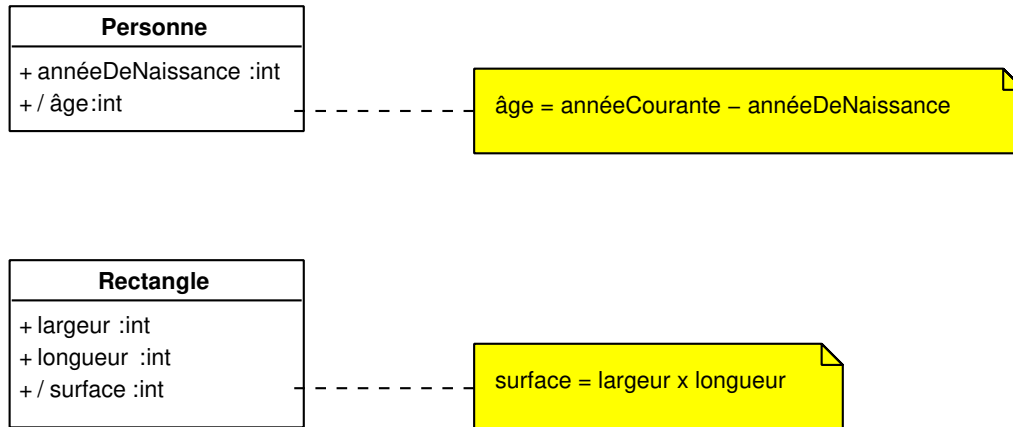 Personne
+ annéeDeNaissance :int
+ / âge:int
âge = annéeCourante − annéeDeNaissance
Rectangle
+ largeur :int
+ longueur :int
+ / surface :int
surface = largeur x longueur